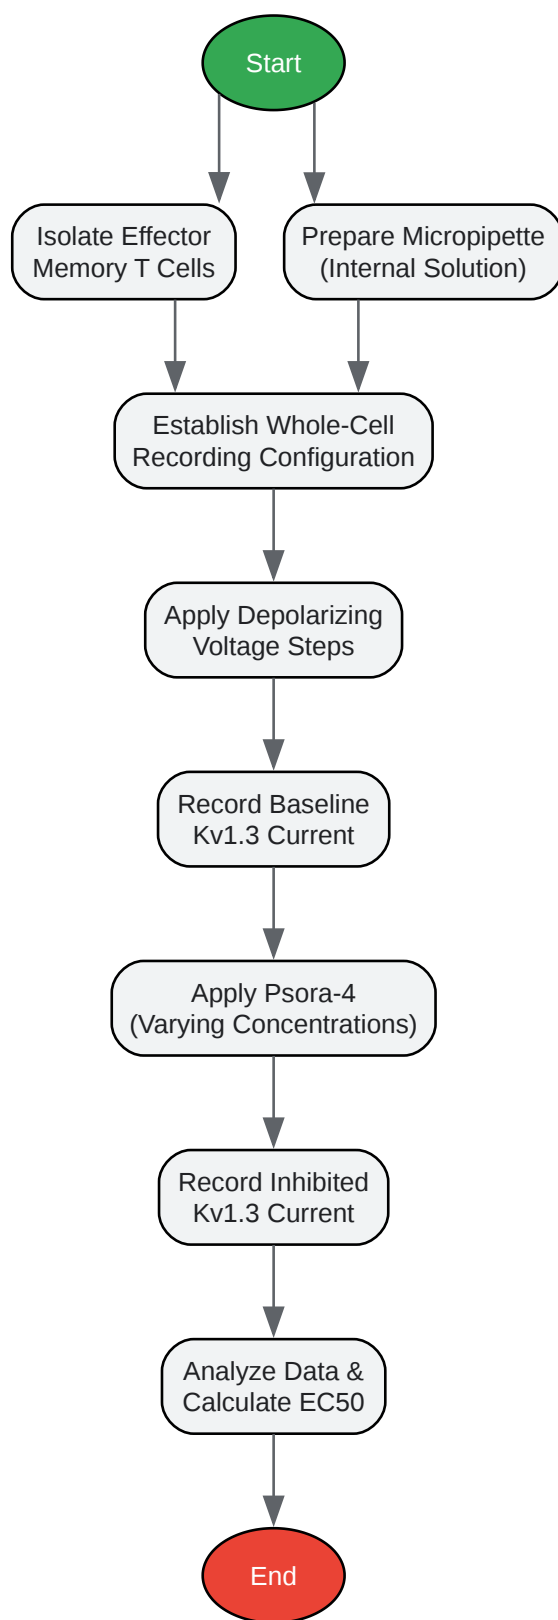 Start
Isolate Effector
Memory T Cells
Prepare Micropipette
(Internal Solution)
Establish Whole-Cell
Recording Configuration
Apply Depolarizing
Voltage Steps
Record Baseline
Kv1.3 Current
Apply Psora-4
(Varying Concentrations)
Record Inhibited
Kv1.3 Current
Analyze Data &
Calculate EC50
End